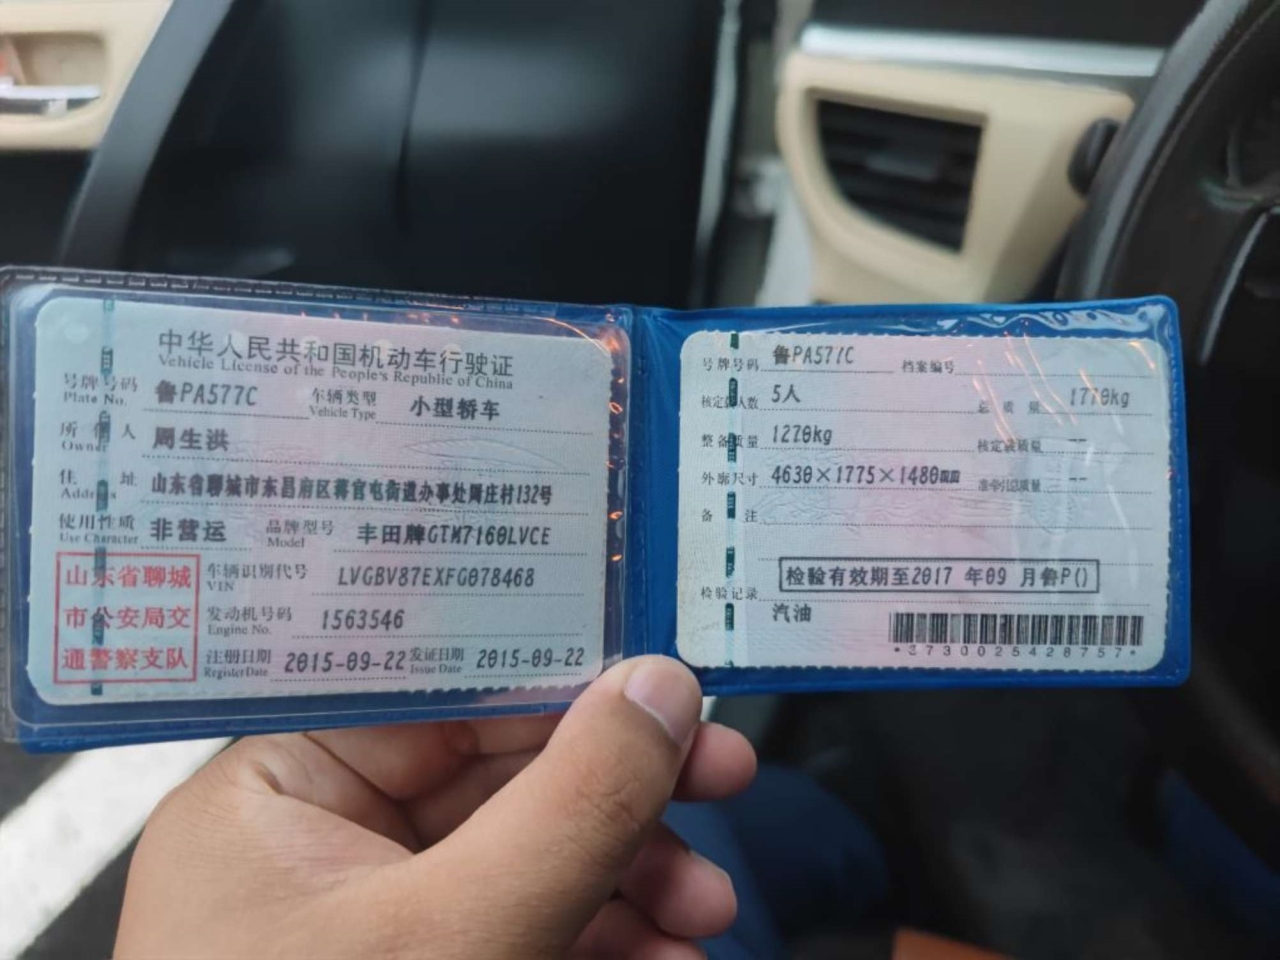 中华人民共和国机动车行驶证
Vehicle License of the People's Republic of China
号牌号码 鲁PA577C 车辆类型 小型轿车
Plate No. Vehicle Type
所有人 周生洪
Owner
住址 山东省聊城市东昌府区蒋官屯街道办事处周庄村132号
Address
使用性质 非营运 品牌型号 丰田牌GTM7160LVCE
Use Character Model
山东省聊城
市公安局交
通警察支队
车辆识别代号 LVGBV87EXFG078468
VIN
发动机号码 1563546
Engine No.
注册日期 2015-09-22 发证日期 2015-09-22
Register Date Issue Date
号牌号码 鲁PA577C 档案编号
核定载人数 5人 总质量 1770kg
整备质量 1270kg 核定载质量 --
外廓尺寸 4630×1775×1480mm 准牵引总质量 --
备注
检验有效期至2017 年09 月鲁P()
检验记录
汽油
*3730025428757*